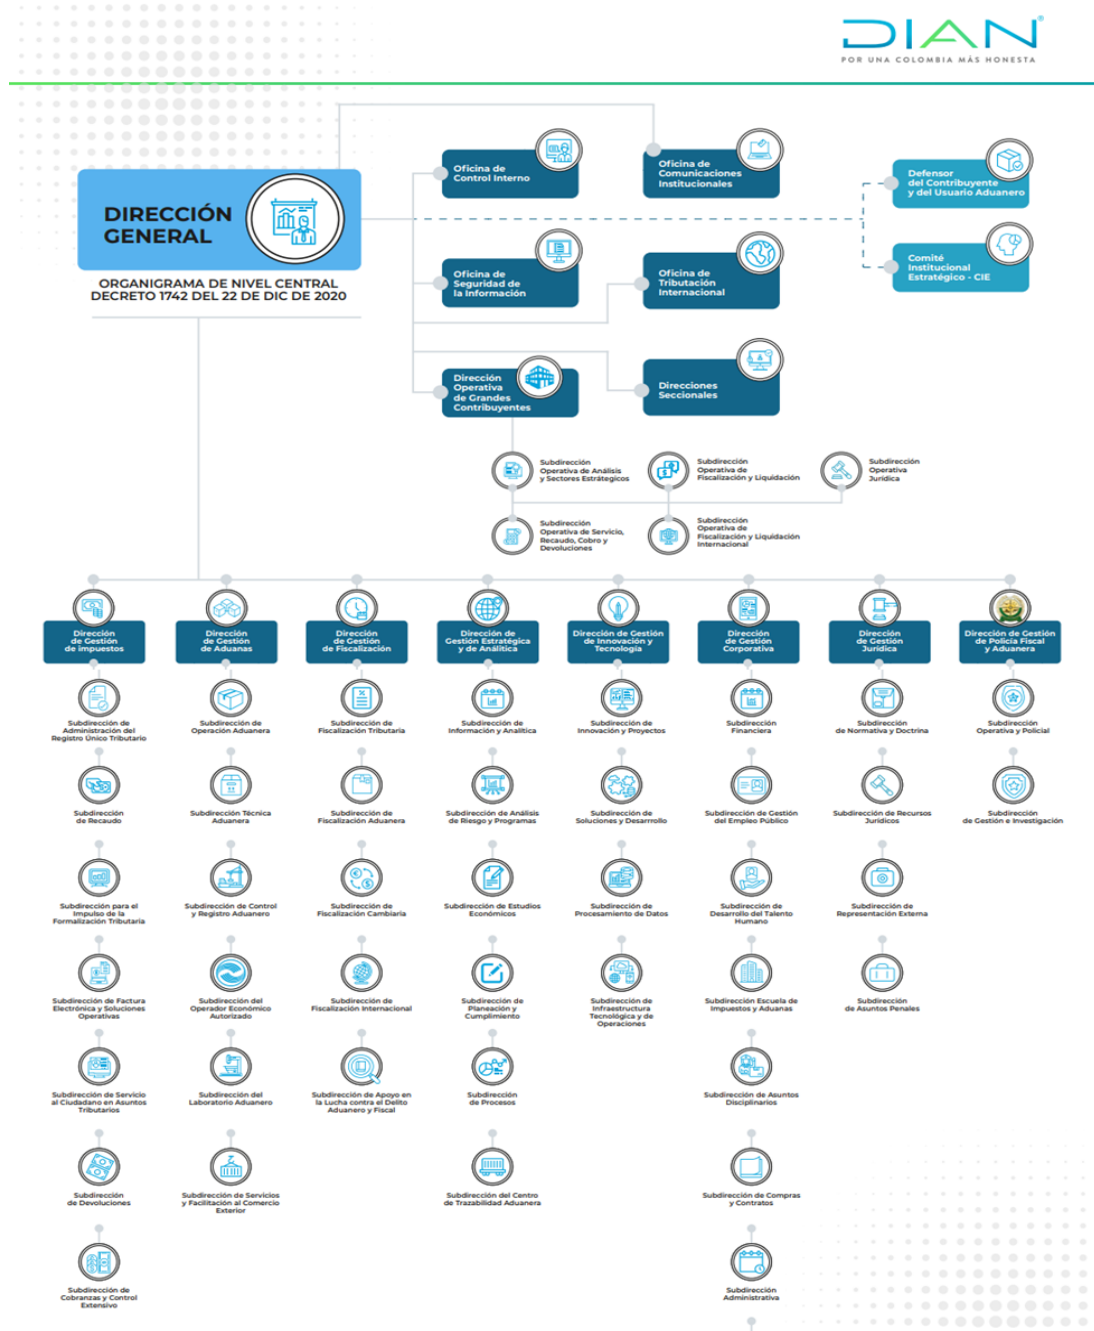 DIAN
POR UNA COLOMBIA MÁS HONESTA
DIRECCIÓN
GENERAL
ORGANIGRAMA DE NIVEL CENTRAL
DECRETO 1742 DEL 22 DE DIC DE 2020
Oficina de
Control Interno
Oficina de
Comunicaciones
Institucionales
Defensor
del Contribuyente
y del Usuario Aduanero
Oficina de
Seguridad de
la Información
Oficina de
Tributación
Internacional
Comité
Institucional
Estratégico - CIE
Dirección
Operativa
de Grandes
Contribuyentes
Direcciones
Seccionales
Subdirección
Operativa de Análisis
y Sectores Estrátegicos
Subdirección
Operativa de
Fiscalización y Liquidación
Subdirección
Operativa
Jurídica
Subdirección
Operativa de Servicio,
Recaudo, Cobro y
Devoluciones
Subdirección
Operativa de
Fiscalización y Liquidación
Internacional
Dirección
de Gestión
de impuestos
Dirección
de Gestión
de Aduanas
Dirección
de Gestión
de Fiscalización
Dirección de
Gestión Estratégica
y de Análitica
Dirección de Gestión
de Innovación y
Tecnología
Dirección
de Gestión
Corporativa
Dirección
de Gestión
Jurídica
Dirección de Gestión
de Policía Fiscal
y Aduanera
Subdirección de
Administración del
Registro Único Tributario
Subdirección de
Operación Aduanera
Subdirección de
Fiscalización Tributaria
Subdirección de
Información y Analítica
Subdirección de
Innovación y Proyectos
Subdirección
Financiera
Subdirección
de Normativa y Doctrina
Subdirección
Operativa y Policial
Subdirección
de Recaudo
Subdirección Técnica
Aduanera
Subdirección de
Fiscalización Aduanera
Subdirección de Análisis
de Riesgo y Programas
Subdirección de
Soluciones y Desarrollo
Subdirección de Gestión
del Empleo Público
Subdirección de Recursos
Jurídicos
Subdirección
de Gestión e Investigación
Subdirección para el
Impulso de la
Formalización Tributaria
Subdirección de Control
y Registro Aduanero
Subdirección de
Fiscalización Cambiaria
Subdirección de Estudios
Económicos
Subdirección de
Procesamiento de Datos
Subdirección de
Desarrollo del Talento
Humano
Subdirección de
Representación Externa
Subdirección de Factura
Electrónica y Soluciones
Operativas
Subdirección del
Operador Económico
Autorizado
Subdirección de
Fiscalización Internacional
Subdirección de
Planeación y
Cumplimiento
Subdirección de
Infraestructura
Tecnológica y de
Operaciones
Subdirección Escuela de
Impuestos y Aduanas
Subdirección
de Asuntos Penales
Subdirección de Servicio
al Ciudadano en Asuntos
Tributarios
Subdirección del
Laboratorio Aduanero
Subdirección de Apoyo en
la Lucha contra el Delito
Aduanero y Fiscal
Subdirección
de Procesos
Subdirección de Asuntos
Disciplinarios
Subdirección
de Devoluciones
Subdirección de Servicios
y Facilitación al Comercio
Exterior
Subdirección del Centro
de Trazabilidad Aduanera
Subdirección de Compras
y Contratos
Subdirección de
Cobranzas y Control
Extensivo
Subdirección
Administrativa